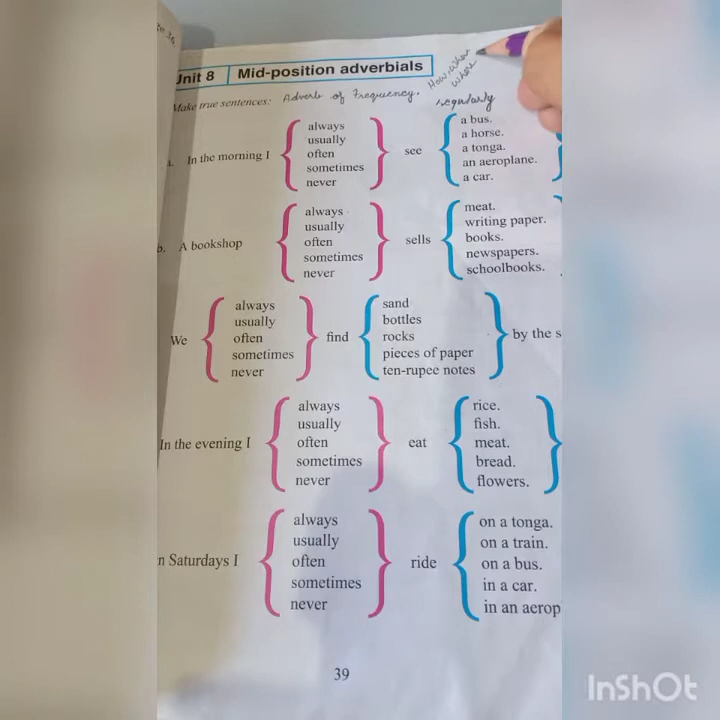 Unit 8 Mid-position adverbials
How, When
where
Make true sentences: Adverb of Frequency. regularly
In the morning I
always
usually
often
sometimes
never
see
a bus.
a horse.
a tonga.
an aeroplane.
a car.
b. A bookshop
always
usually
often
sometimes
never
sells
meat.
writing paper.
books.
newspapers.
schoolbooks.
We
always
usually
often
sometimes
never
find
sand
bottles
rocks
pieces of paper
ten-rupee notes
by the s
In the evening I
always
usually
often
sometimes
never
eat
rice.
fish.
meat.
bread.
flowers.
n Saturdays I
always
usually
often
sometimes
never
ride
on a tonga.
on a train.
on a bus.
in a car.
in an aerop
39
InShOt